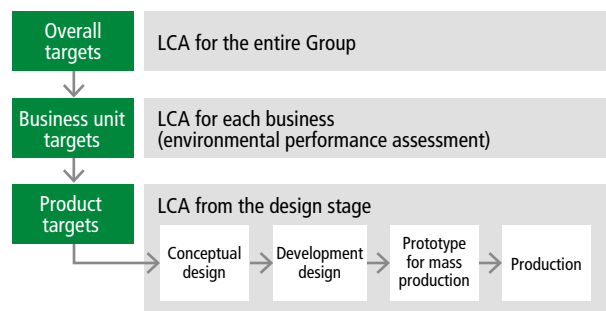 Overall
targets
LCA for the entire Group
Business unit
targets
LCA for each business
(environmental performance assessment)
Product
targets
LCA from the design stage
Conceptual
design
Development
design
Prototype
for mass
production
Production